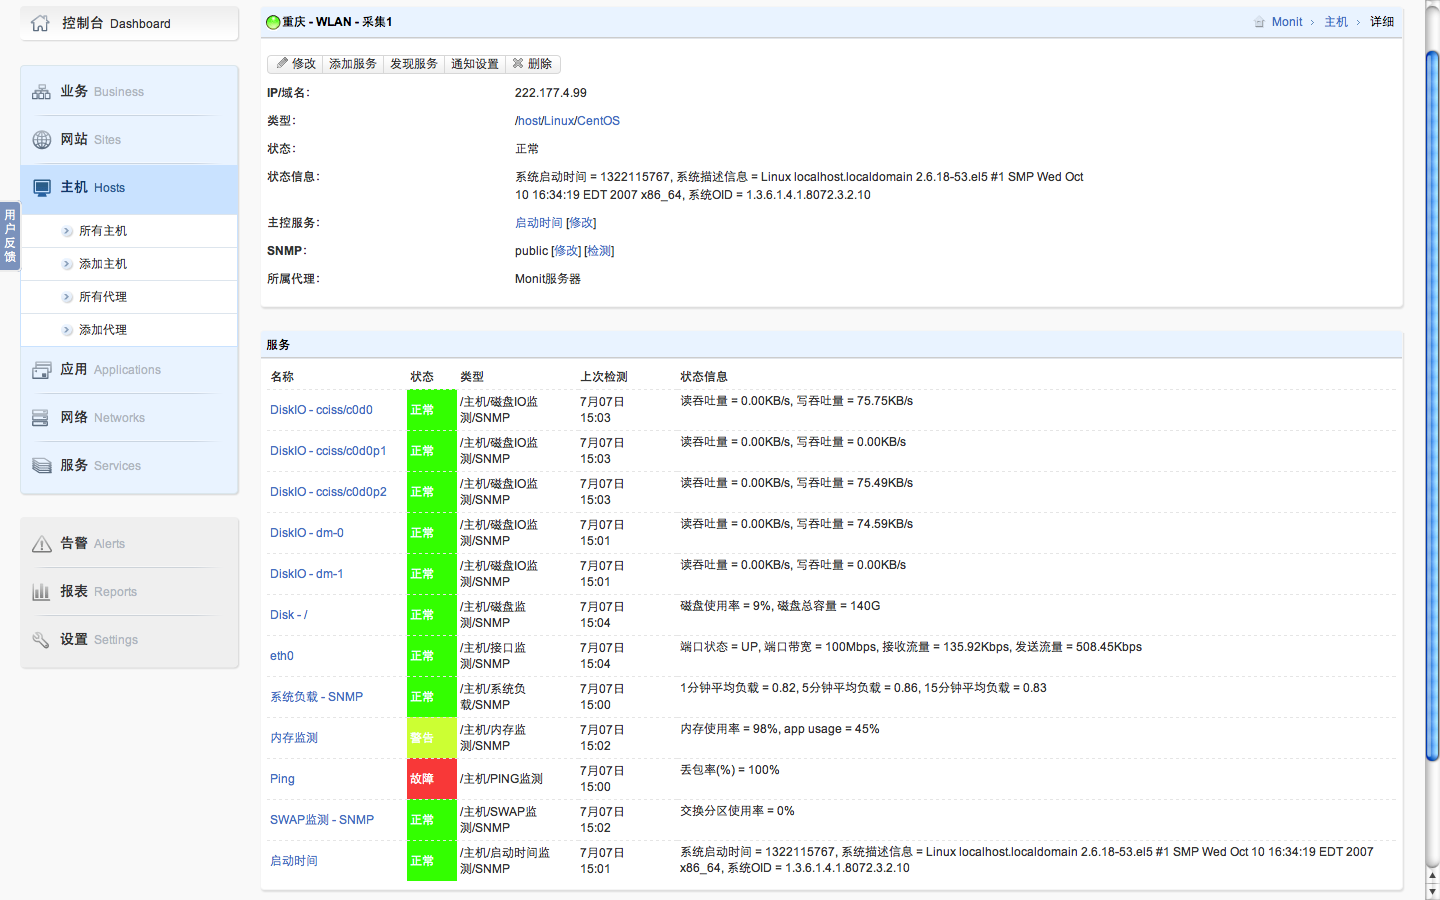 控制台 Dashboard
业务 Business
网站 Sites
主机 Hosts
所有主机
添加主机
所有代理
添加代理
应用 Applications
网络 Networks
服务 Services
告警 Alerts
报表 Reports
设置 Settings
用户反馈
重庆 - WLAN - 采集1
Monit > 主机 > 详细
修改 添加服务 发现服务 通知设置 删除
IP/域名: 222.177.4.99
类型: /host/Linux/CentOS
状态: 正常
状态信息: 系统启动时间 = 1322115767, 系统描述信息 = Linux localhost.localdomain 2.6.18-53.el5 #1 SMP Wed Oct
10 16:34:19 EDT 2007 x86_64, 系统OID = 1.3.6.1.4.1.8072.3.2.10
主控服务: 启动时间 [修改]
SNMP: public [修改] [检测]
所属代理: Monit服务器
服务
名称 状态 类型 上次检测 状态信息
DiskIO - cciss/c0d0 正常 /主机/磁盘IO监 7月07日 读吞吐量 = 0.00KB/s, 写吞吐量 = 75.75KB/s
测/SNMP 15:03
DiskIO - cciss/c0d0p1 正常 /主机/磁盘IO监 7月07日 读吞吐量 = 0.00KB/s, 写吞吐量 = 0.00KB/s
测/SNMP 15:03
DiskIO - cciss/c0d0p2 正常 /主机/磁盘IO监 7月07日 读吞吐量 = 0.00KB/s, 写吞吐量 = 75.49KB/s
测/SNMP 15:03
DiskIO - dm-0 正常 /主机/磁盘IO监 7月07日 读吞吐量 = 0.00KB/s, 写吞吐量 = 74.59KB/s
测/SNMP 15:01
DiskIO - dm-1 正常 /主机/磁盘IO监 7月07日 读吞吐量 = 0.00KB/s, 写吞吐量 = 0.00KB/s
测/SNMP 15:01
Disk - / 正常 /主机/磁盘监 7月07日 磁盘使用率 = 9%, 磁盘总容量 = 140G
测/SNMP 15:04
eth0 正常 /主机/接口监 7月07日 端口状态 = UP, 端口带宽 = 100Mbps, 接收流量 = 135.92Kbps, 发送流量 = 508.45Kbps
测/SNMP 15:04
系统负载 - SNMP 正常 /主机/系统负 7月07日 1分钟平均负载 = 0.82, 5分钟平均负载 = 0.86, 15分钟平均负载 = 0.83
载/SNMP 15:00
内存监测 警告 /主机/内存监 7月07日 内存使用率 = 98%, app usage = 45%
测/SNMP 15:02
Ping 故障 /主机/PING监测 7月07日 丢包率(%) = 100%
15:00
SWAP监测 - SNMP 正常 /主机/SWAP监 7月07日 交换分区使用率 = 0%
测/SNMP 15:02
启动时间 正常 /主机/启动时间监 7月07日 系统启动时间 = 1322115767, 系统描述信息 = Linux localhost.localdomain 2.6.18-53.el5 #1 SMP Wed Oct 10 16:34:19 EDT 2007
测/SNMP 15:01 x86_64, 系统OID = 1.3.6.1.4.1.8072.3.2.10